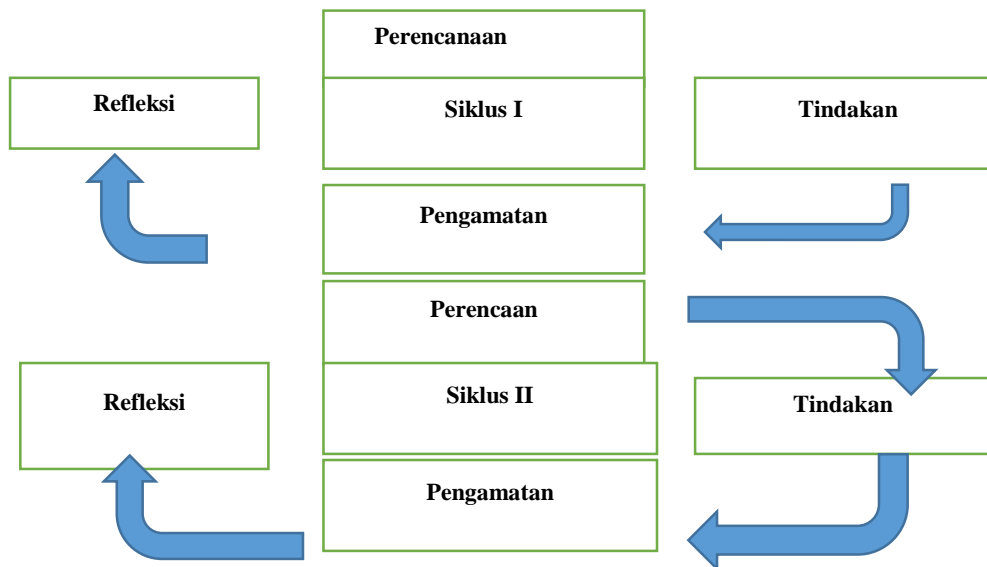 Perencanaan
Refleksi
Siklus I
Tindakan
Pengamatan
Perencaan
Refleksi
Siklus II
Tindakan
Pengamatan